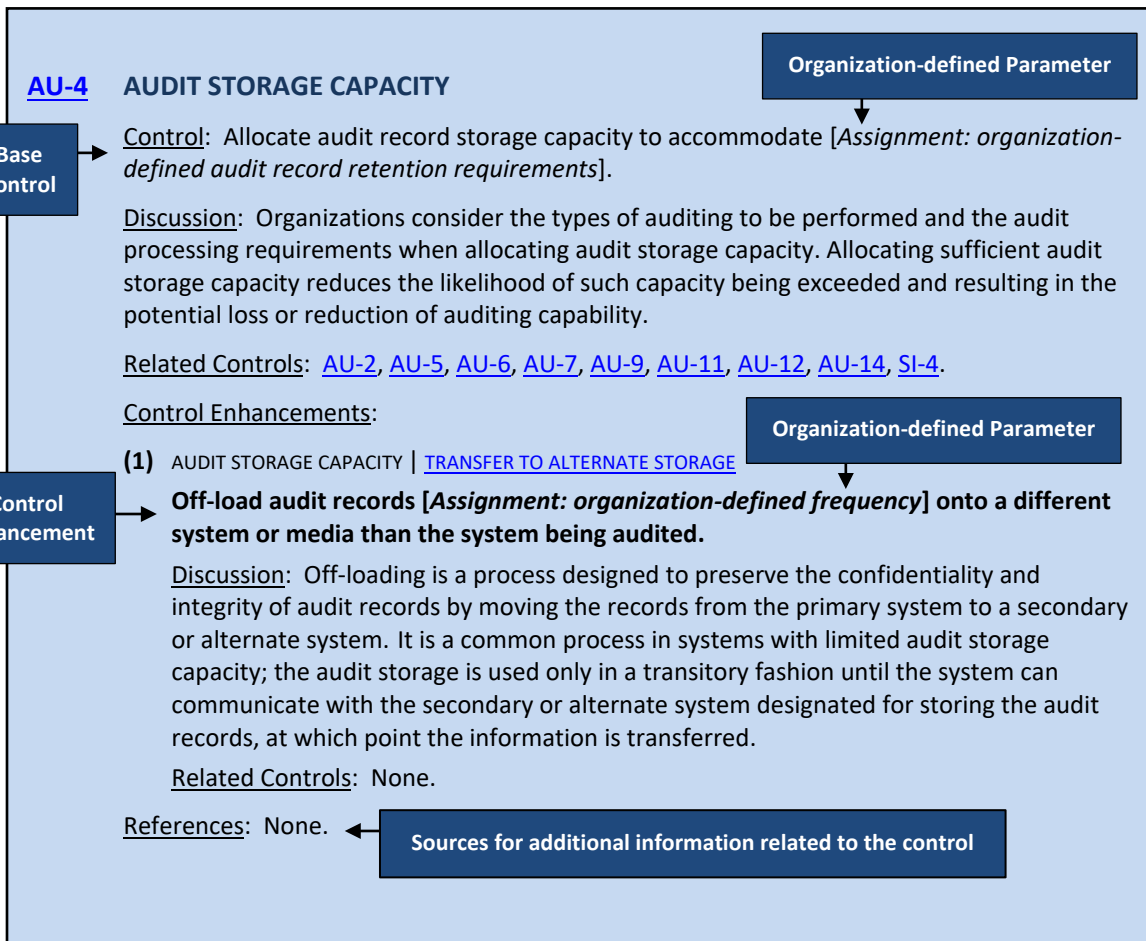 Organization-defined Parameter
AU-4 AUDIT STORAGE CAPACITY
Base
ontrol
Control: Allocate audit record storage capacity to accommodate [Assignment: organization-
defined audit record retention requirements].
Discussion: Organizations consider the types of auditing to be performed and the audit
processing requirements when allocating audit storage capacity. Allocating sufficient audit
storage capacity reduces the likelihood of such capacity being exceeded and resulting in the
potential loss or reduction of auditing capability.
Related Controls: AU-2, AU-5, AU-6, AU-7, AU-9, AU-11, AU-12, AU-14, SI-4.
Control Enhancements:
Organization-defined Parameter
(1) AUDIT STORAGE CAPACITY | TRANSFER TO ALTERNATE STORAGE
ontrol
ancement
Off-load audit records [Assignment: organization-defined frequency] onto a different
system or media than the system being audited.
Discussion: Off-loading is a process designed to preserve the confidentiality and
integrity of audit records by moving the records from the primary system to a secondary
or alternate system. It is a common process in systems with limited audit storage
capacity; the audit storage is used only in a transitory fashion until the system can
communicate with the secondary or alternate system designated for storing the audit
records, at which point the information is transferred.
Related Controls: None.
References: None.
Sources for additional information related to the control